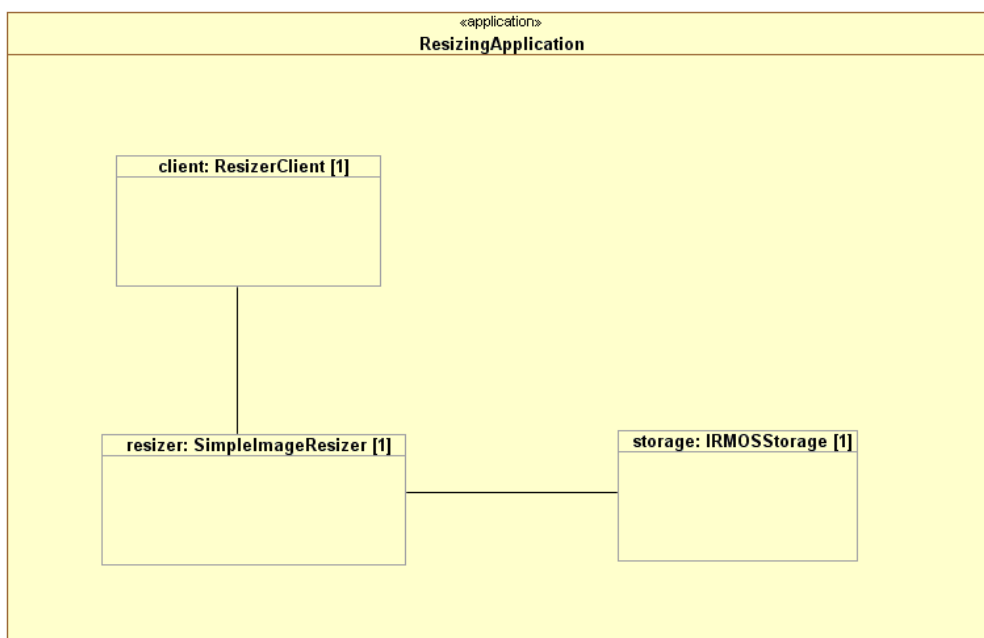 «application»
ResizingApplication
client: ResizerClient [1]
resizer: SimpleImageResizer [1]
storage: IRMOSStorage [1]